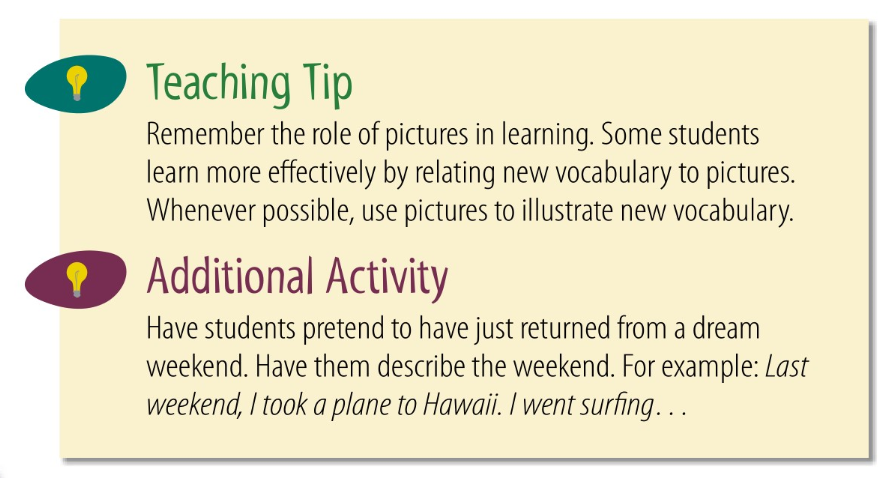 Teaching Tip
Remember the role of pictures in learning. Some students
learn more effectively by relating new vocabulary to pictures.
Whenever possible, use pictures to illustrate new vocabulary.
Additional Activity
Have students pretend to have just returned from a dream
weekend. Have them describe the weekend. For example: Last
weekend, I took a plane to Hawaii. I went surfing. . .